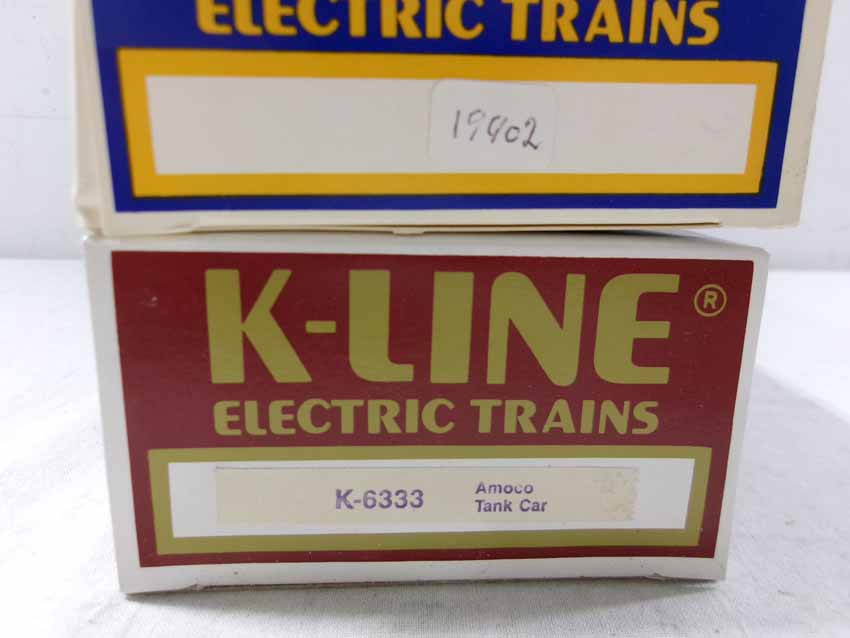 ELECTRIC TRAINS
19402
K-LINE®
ELECTRIC TRAINS
K-6333 Amoco
Tank Car